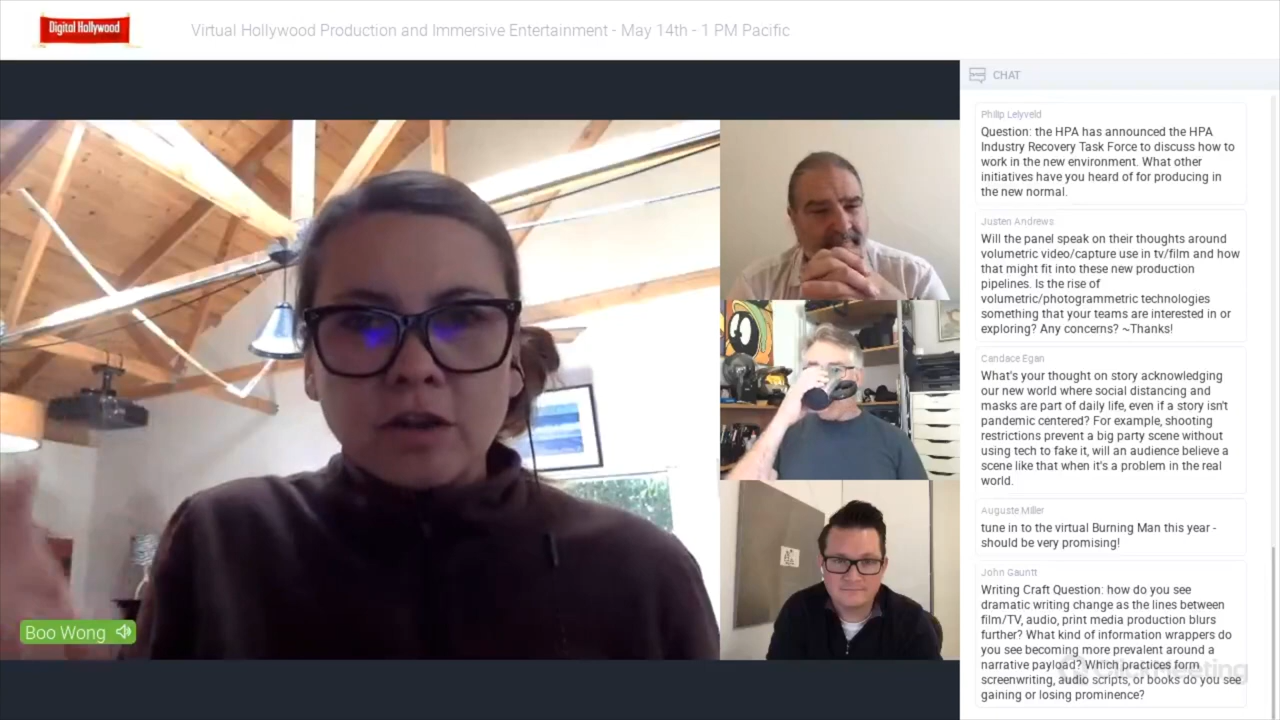 Digital Hollywood
Virtual Hollywood Production and Immersive Entertainment - May 14th - 1 PM Pacific
CHAT
Philip Lelyveld
Question: the HPA has announced the HPA
Industry Recovery Task Force to discuss how to
work in the new environment. What other
initiatives have you heard of for producing in
the new normal.
Justen Andrews
Will the panel speak on their thoughts around
volumetric video/capture use in tv/film and how
that might fit into these new production
pipelines. Is the rise of
volumetric/photogrammetric technologies
something that your teams are interested in or
exploring? Any concerns? ~Thanks!
Candace Egan
What's your thought on story acknowledging
our new world where social distancing and
masks are part of daily life, even if a story isn't
pandemic centered? For example, shooting
restrictions prevent a big party scene without
using tech to fake it, will an audience believe a
scene like that when it's a problem in the real
world.
Auguste Miller
tune in to the virtual Burning Man this year -
should be very promising!
John Gauntt
Writing Craft Question: how do you see
dramatic writing change as the lines between
film/TV, audio, print media production blurs
further? What kind of information wrappers do
you see becoming more prevalent around a
narrative payload? Which practices form
screenwriting, audio scripts, or books do you see
gaining or losing prominence?
Boo Wong